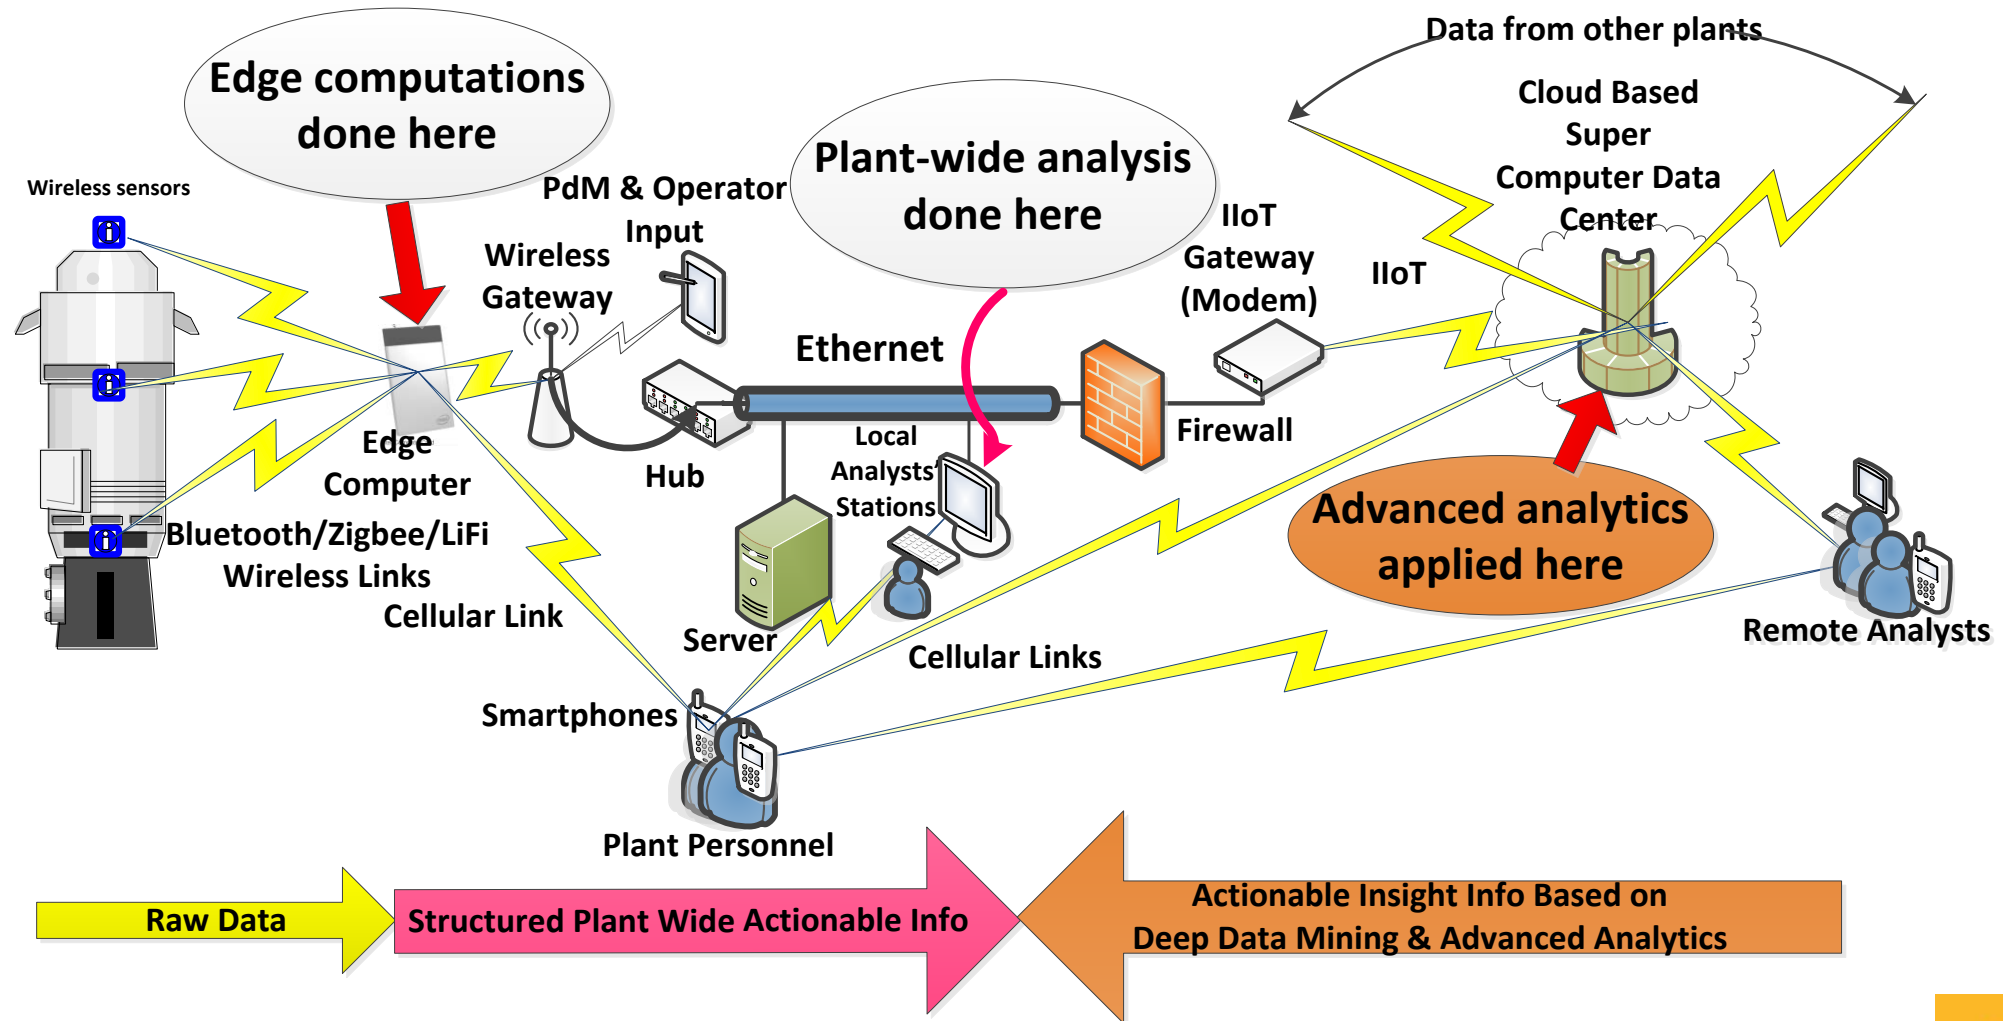 Data from other plants
Edge computations
done here
Cloud Based
Super
Computer Data
Center
Plant-wide analysis
done here
Wireless sensors
PdM & Operator
Input
Wireless
Gateway
IIoT
Gateway
(Modem)
IIoT
Ethernet
Edge
Computer
Hub
Local
Analysts'
Stations
Firewall
Advanced analytics
applied here
Bluetooth/Zigbee/LiFi
Wireless Links
Cellular Link
Server
Cellular Links
Remote Analysts
Smartphones
Plant Personnel
Raw Data
Structured Plant Wide Actionable Info
Actionable Insight Info Based on
Deep Data Mining & Advanced Analytics